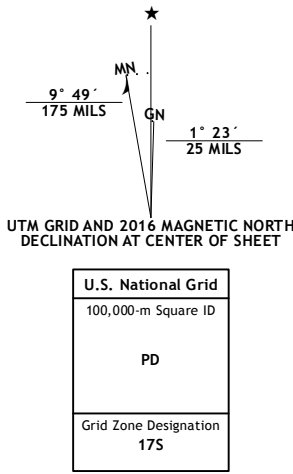 ★
MN
GN
9° 49´
175 MILS
1° 23´
25 MILS
UTM GRID AND 2016 MAGNETIC NORTH
DECLINATION AT CENTER OF SHEET
U.S. National Grid
100,000-m Square ID
PD
Grid Zone Designation
17S